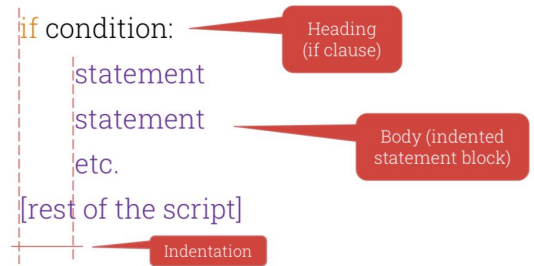 if condition:
Heading
(if clause)
statement
statement
Body (indented
statement block)
etc.
[rest of the script]
Indentation